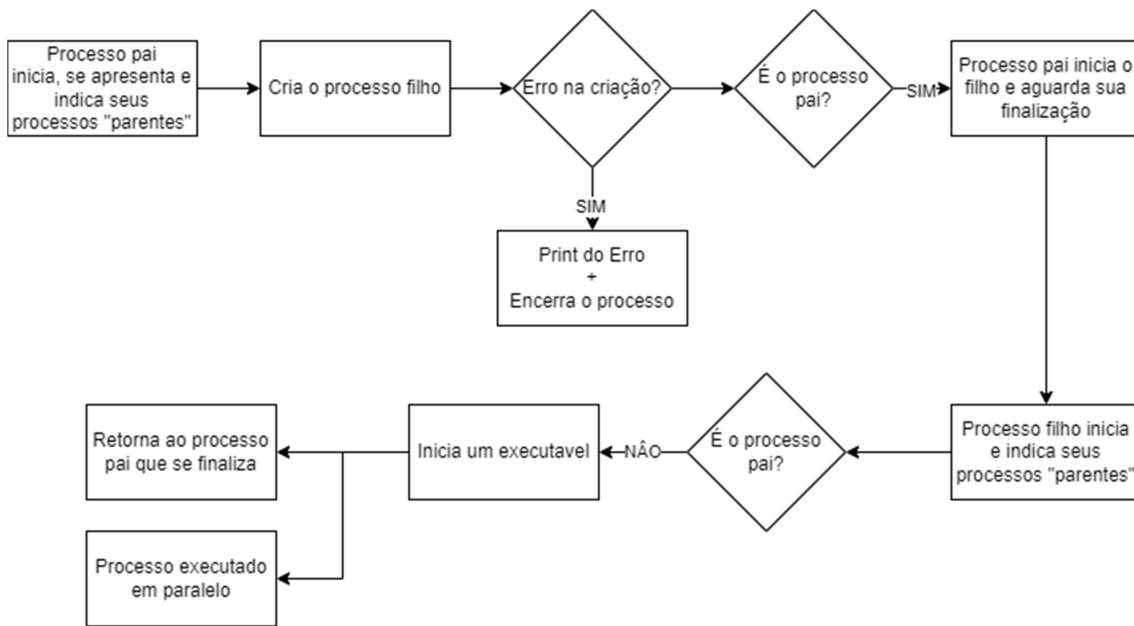 Processo pai
inicia, se apresenta e
indica seus
processos "parentes"
Cria o processo filho
Erro na criação?
É o processo
pai?
SIM
Processo pai inicia o
filho e aguarda sua
finalização
SIM
Print do Erro
+
Encerra o processo
Processo filho inicia
e indica seus
processos "parentes"
É o processo
pai?
NÂO
Inicia um executavel
Retorna ao processo
pai que se finaliza
Processo executado
em paralelo